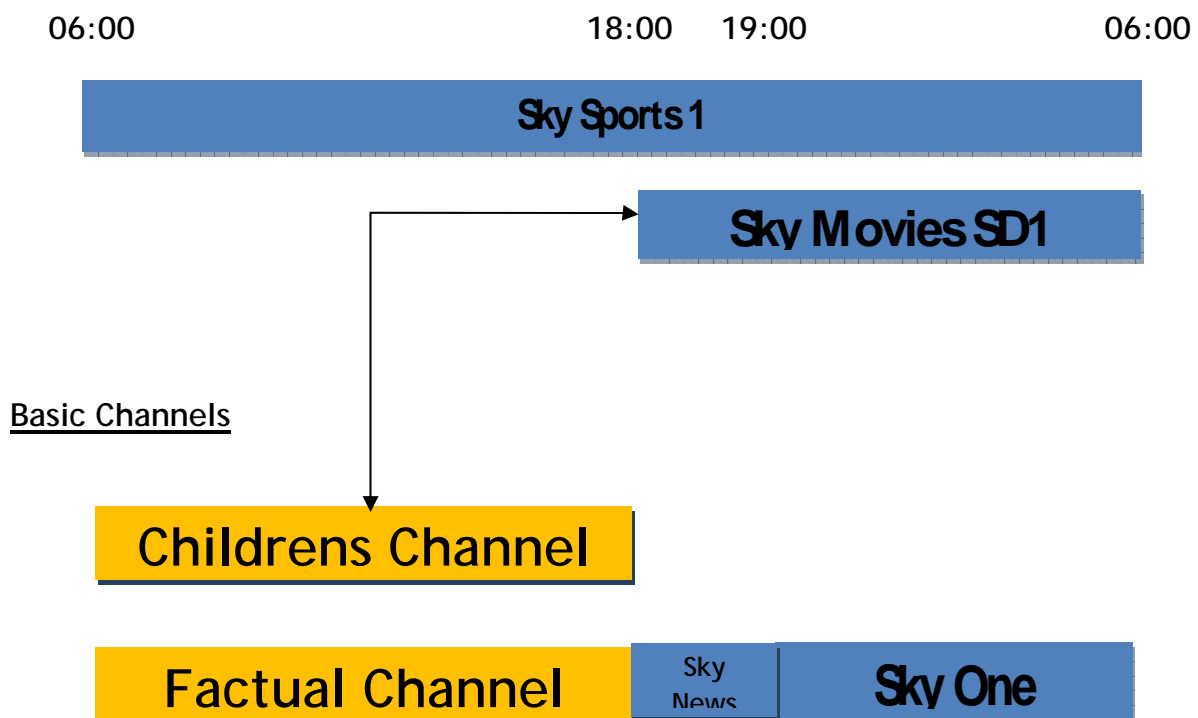 06:00 18:00 19:00 06:00
Sky Sports 1
Sky Movies SD1
Basic Channels
Childrens Channel
Factual Channel
Sky
News
Sky One